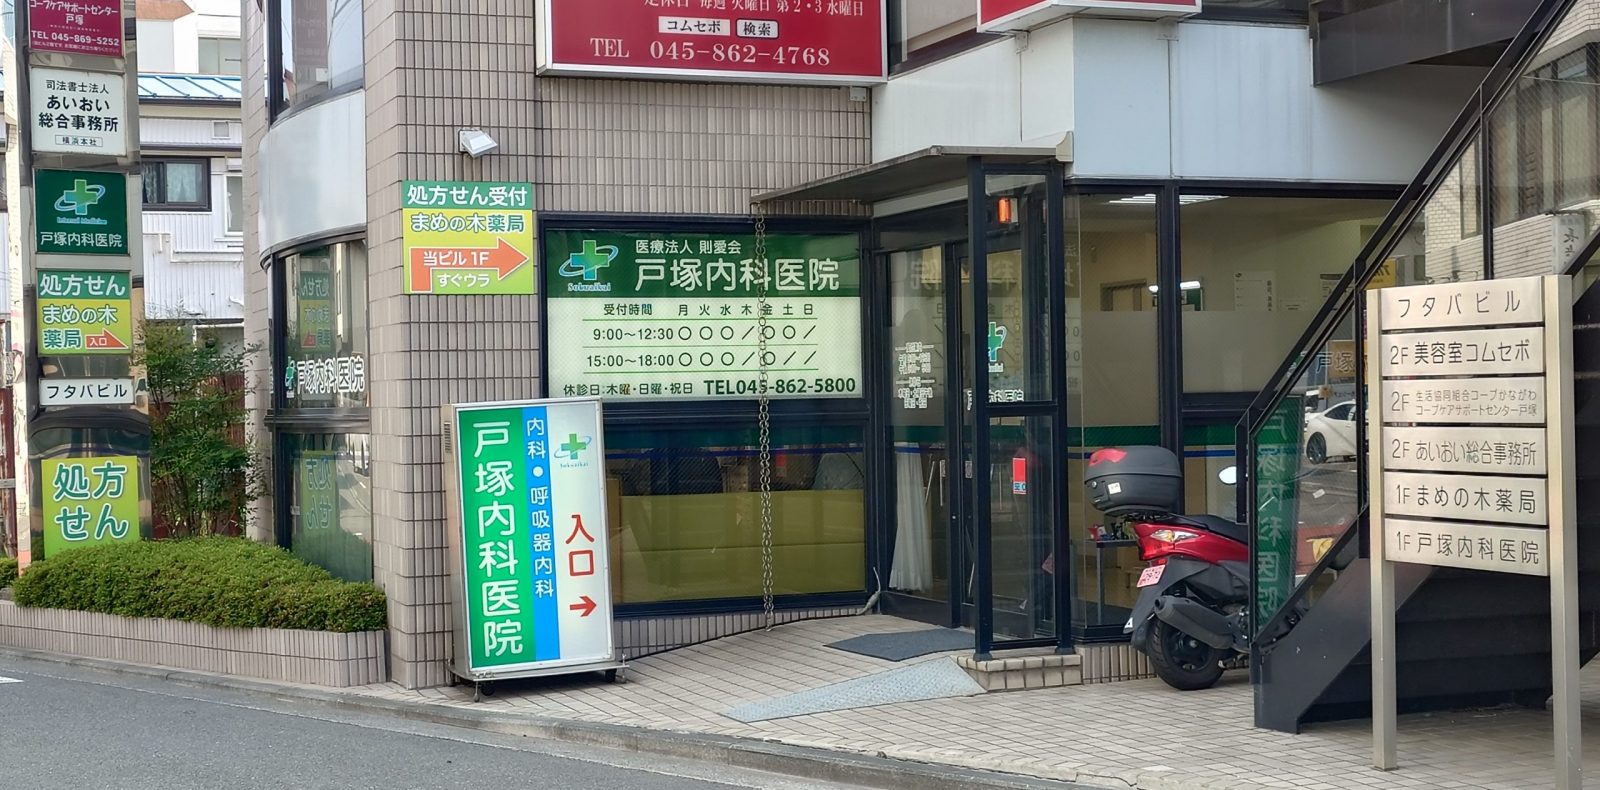 コープケアサポートセンター
戸塚
TEL 045-869-5252
司法書士法人
あいおい
総合事務所
横浜本社
Internal Medicine
戸塚内科医院
処方せん
まめの木
薬局
入口
フタバビル
処方
せん
定休日 毎週 火曜日 第2・3水曜日
コムセボ 検索
TEL 045-862-4768
処方せん受付
まめの木薬局
当ビル1F
すぐウラ
医療法人 則愛会
戸塚内科医院
Sokuaikai
受付時間 月 火 水 木 金 土 日
9:00〜12:30 ○ ○ ○ ／ ○ ○ ／
15:00〜18:00 ○ ○ ○ ／ ○ ／ ／
休診日:木曜・日曜・祝日 TEL045-862-5800
戸塚内科医院
内科・呼吸器内科
Sokuaikai
入口→
戸塚内科医院
フタバビル
2F 美容室コムセボ
2F 生活協同組合コープかながわ
コープケアサポートセンター戸塚
2F あいおい総合事務所
1F まめの木薬局
1F 戸塚内科医院